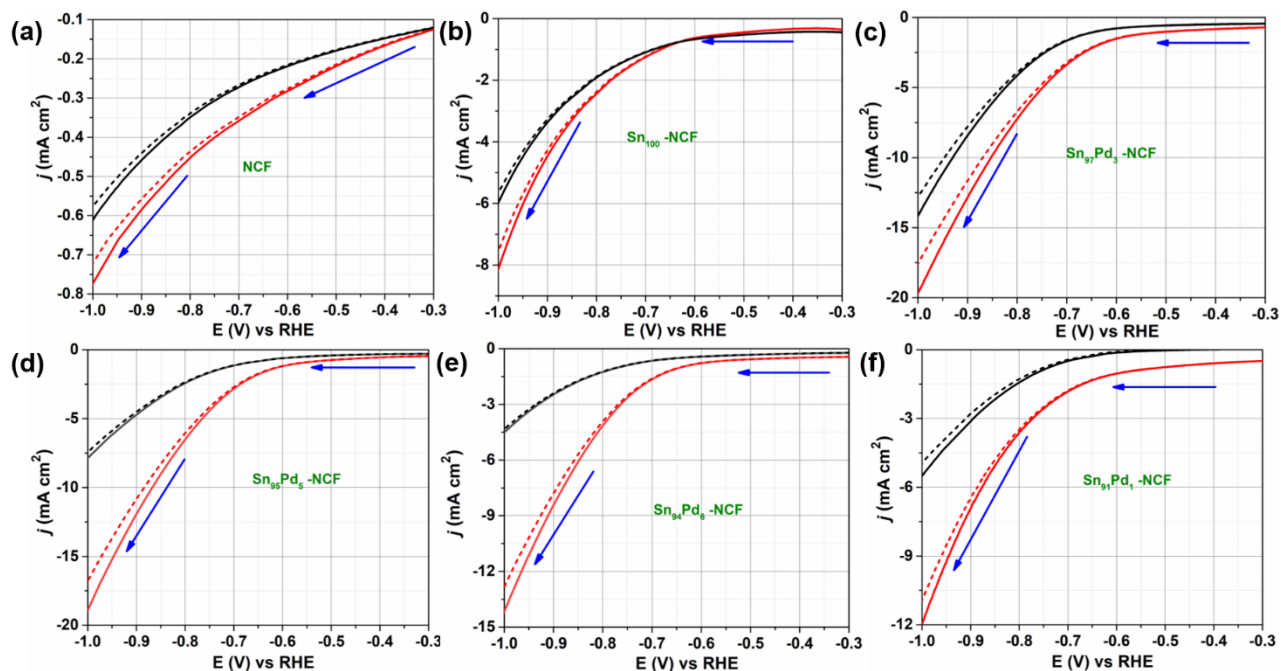 (a)
-0.1
-0.2
-0.3
-0.4
-0.5
-0.6
-0.7
-0.8
j (mA cm²)
NCF
-1.0 -0.9 -0.8 -0.7 -0.6 -0.5 -0.4 -0.3
E (V) vs RHE
(b)
0
-2
-4
-6
-8
j (mA cm²)
Sn₁₀₀ -NCF
-1.0 -0.9 -0.8 -0.7 -0.6 -0.5 -0.4 -0.3
E (V) vs RHE
(c)
0
-5
-10
-15
-20
j (mA cm²)
Sn₉₇Pd₃ -NCF
-1.0 -0.9 -0.8 -0.7 -0.6 -0.5 -0.4 -0.3
E (V) vs RHE
(d)
0
-5
-10
-15
-20
j (mA cm²)
Sn₉₅Pd₅ -NCF
-1.0 -0.9 -0.8 -0.7 -0.6 -0.5 -0.4 -0.3
E (V) vs RHE
(e)
0
-3
-6
-9
-12
-15
j (mA cm²)
Sn₉₄Pd₆ -NCF
-1.0 -0.9 -0.8 -0.7 -0.6 -0.5 -0.4 -0.3
E (V) vs RHE
(f)
0
-3
-6
-9
-12
j (mA cm²)
Sn₉₁Pd₁ -NCF
-1.0 -0.9 -0.8 -0.7 -0.6 -0.5 -0.4 -0.3
E (V) vs RHE